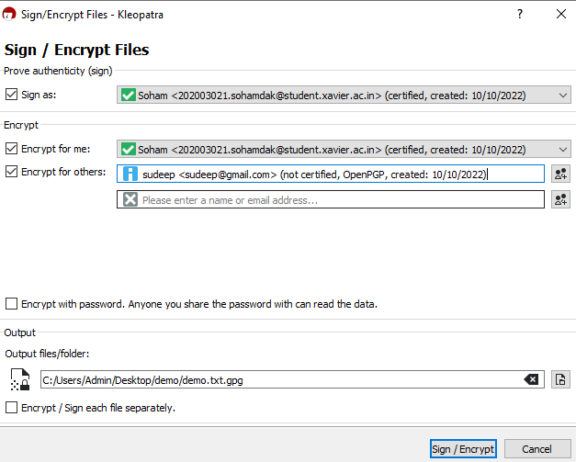 Sign/Encrypt Files - Kleopatra
Sign / Encrypt Files
Prove authenticity (sign)
Sign as: Soham <202003021.sohamdak@student.xavier.ac.in> (certified, created: 10/10/2022)
Encrypt
Encrypt for me: Soham <202003021.sohamdak@student.xavier.ac.in> (certified, created: 10/10/2022)
Encrypt for others: sudeep <sudeep@gmail.com> (not certified, OpenPGP, created: 10/10/2022)
Please enter a name or email address...
Encrypt with password. Anyone you share the password with can read the data.
Output
Output files/folder:
C:/Users/Admin/Desktop/demo/demo.txt.gpg
Encrypt / Sign each file separately.
Sign / Encrypt Cancel